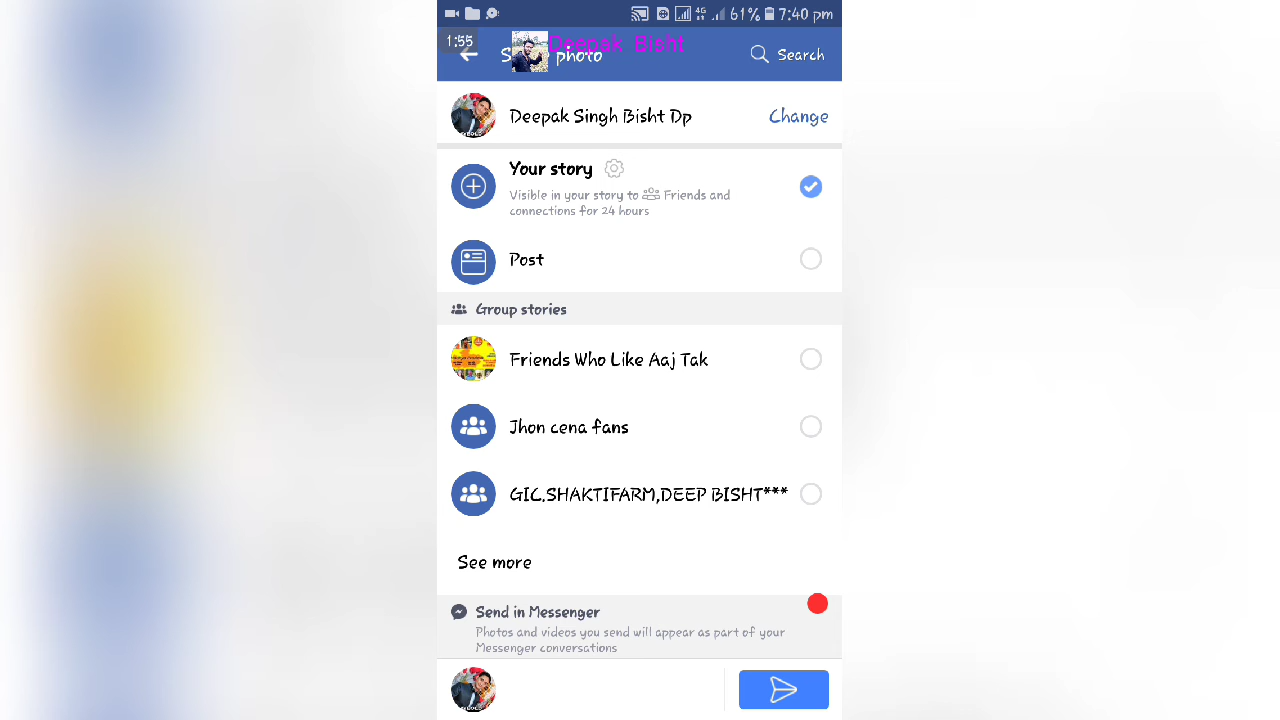 61% 7:40 pm
1:55
Deepak Bisht
photo
Search
Deepak Singh Bisht Dp
Change
Your story
Visible in your story to Friends and
connections for 24 hours
Post
Group stories
Friends Who Like Aaj Tak
Jhon cena fans
GIC.SHAKTIFARM,DEEP BISHT***
See more
Send in Messenger
Photos and videos you send will appear as part of your
Messenger conversations